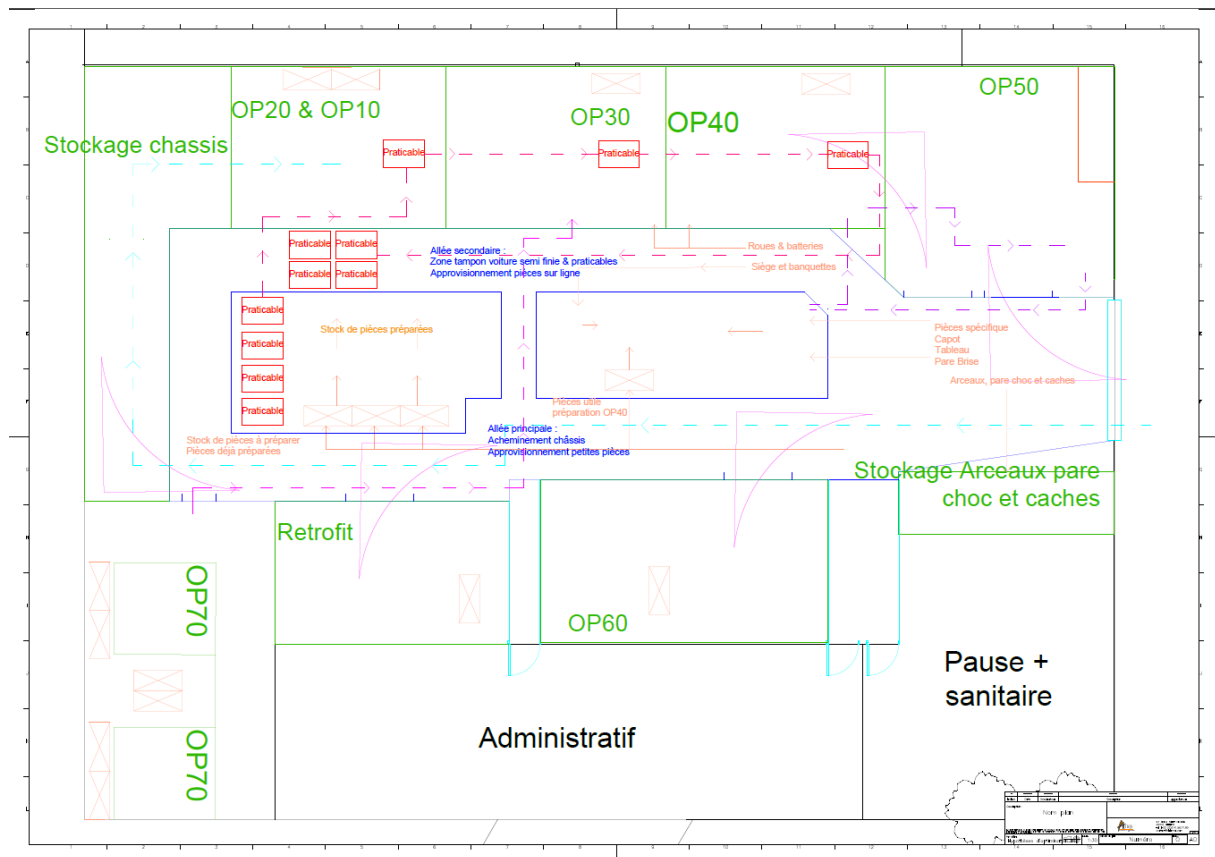 OP20 & OP10
OP30
OP40
OP50
Stockage chassis
Praticable
Praticable
Praticable
Praticable
Praticable
Praticable
Praticable
Allée secondaire :
Zone tampon voiture semi finie & praticables
Approvisionnement pièces sur ligne
Roues & batteries
Siège et banquettes
Praticable
Praticable
Praticable
Praticable
Stock de pièces préparées
Pièces spécifique
Capot
Tableau
Pare Brise
Arceaux, pare choc et caches
Pièces utile
préparation OP40
Allée principale :
Acheminement châssis
Approvisionnement petites pièces
Stock de pièces à préparer
Pièces déjà préparées
Stockage Arceaux pare
choc et caches
Retrofit
OP60
OP70
OP70
Pause +
sanitaire
Administratif
Nom plan
Numéro